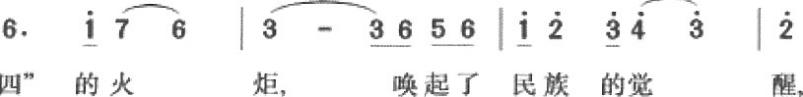 6. i̇ 7 6 | 3 - 3 6 5 6 | i̇ 2̇ 3̇ 4̇ 3̇ | 2̇
四” 的火 炬, 唤起了 民族 的觉 醒,